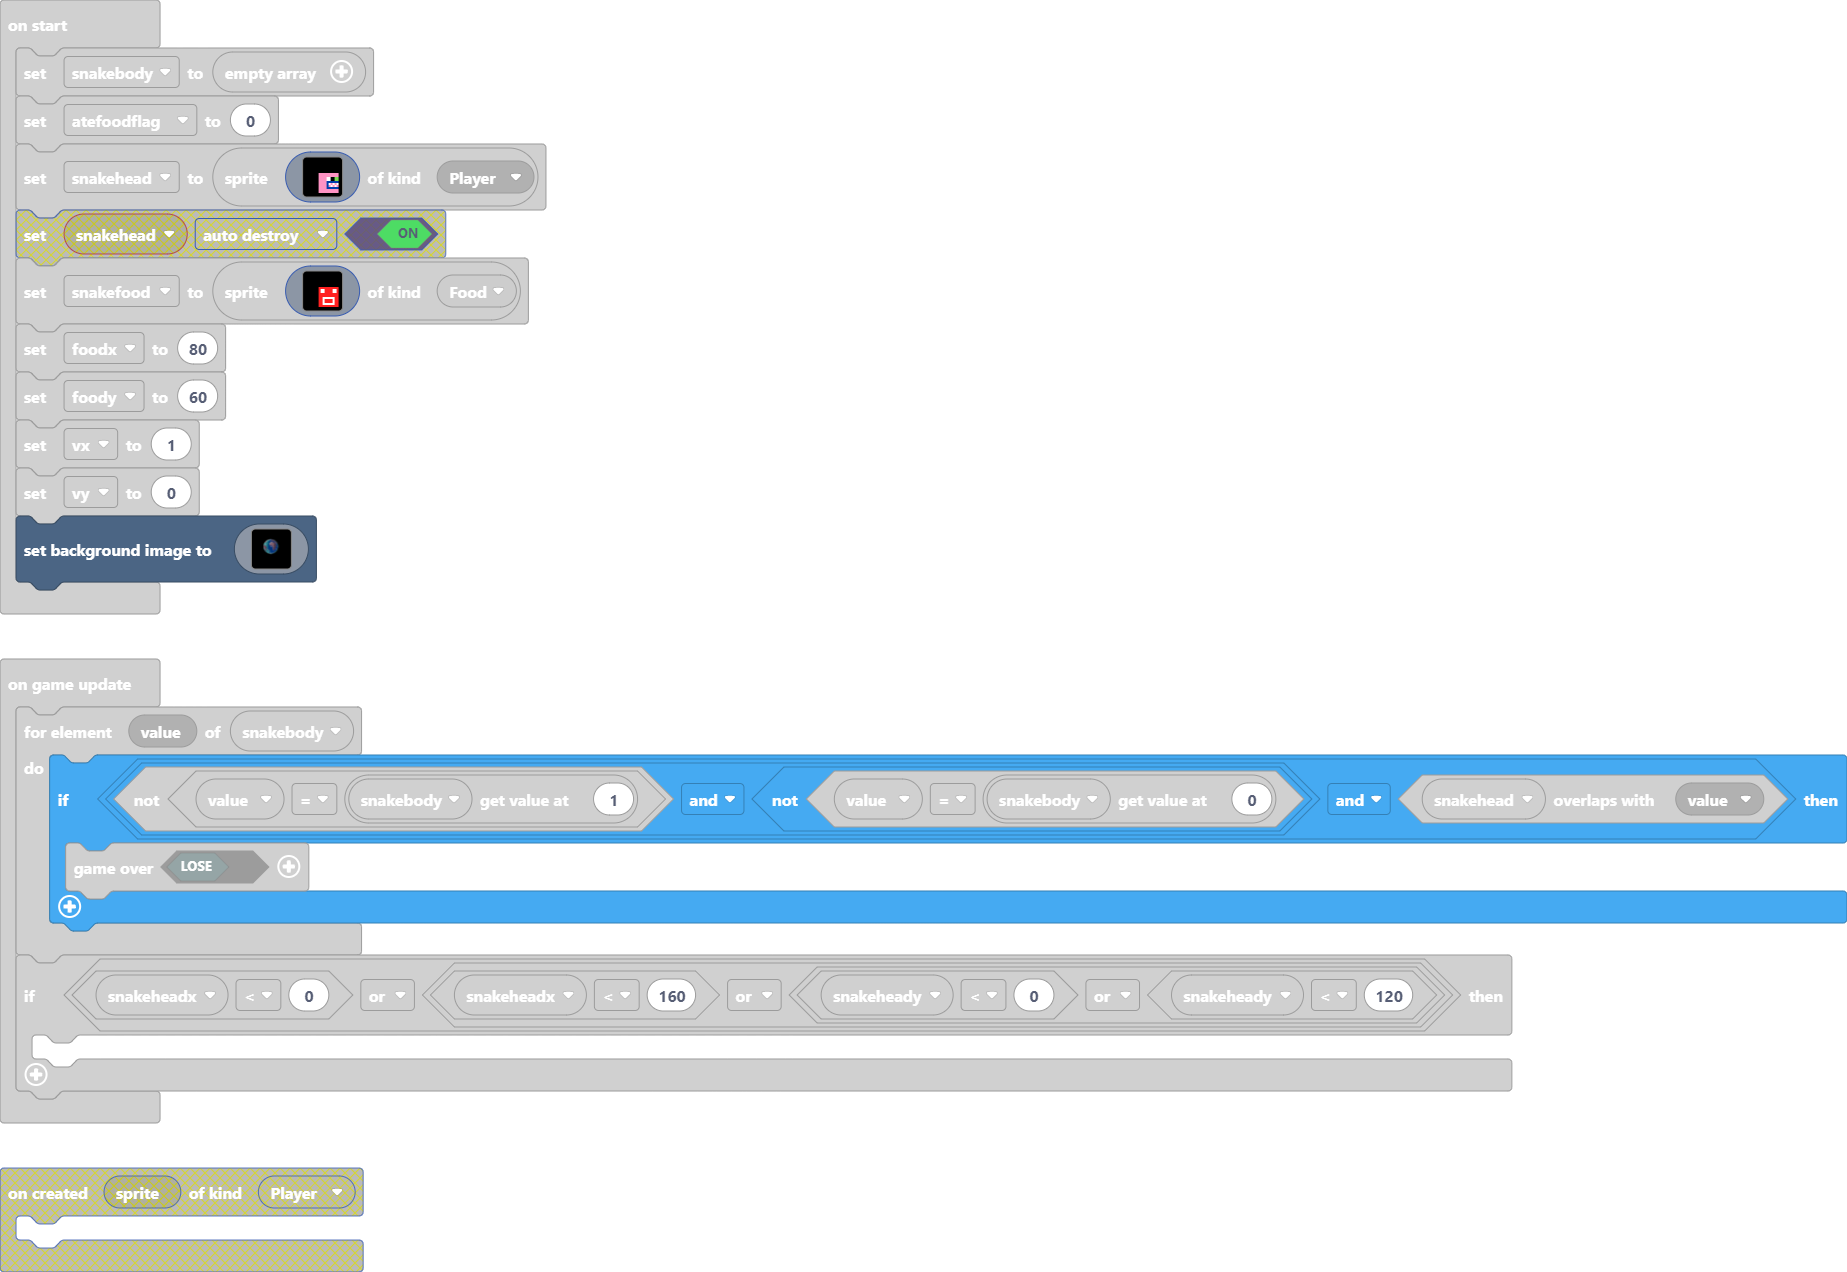 on start
set snakebody to empty array
set atefoodflag to 0
set snakehead to sprite of kind Player
set snakehead auto destroy ON
set snakefood to sprite of kind Food
set foodx to 80
set foody to 60
set vx to 1
set vy to 0
set background image to
on game update
for element value of snakebody
do
if not value = snakebody get value at 1 and not value = snakebody get value at 0 and snakehead overlaps with value then
game over LOSE
if snakeheadx < 0 or snakeheadx < 160 or snakeheady < 0 or snakeheady < 120 then
on created sprite of kind Player